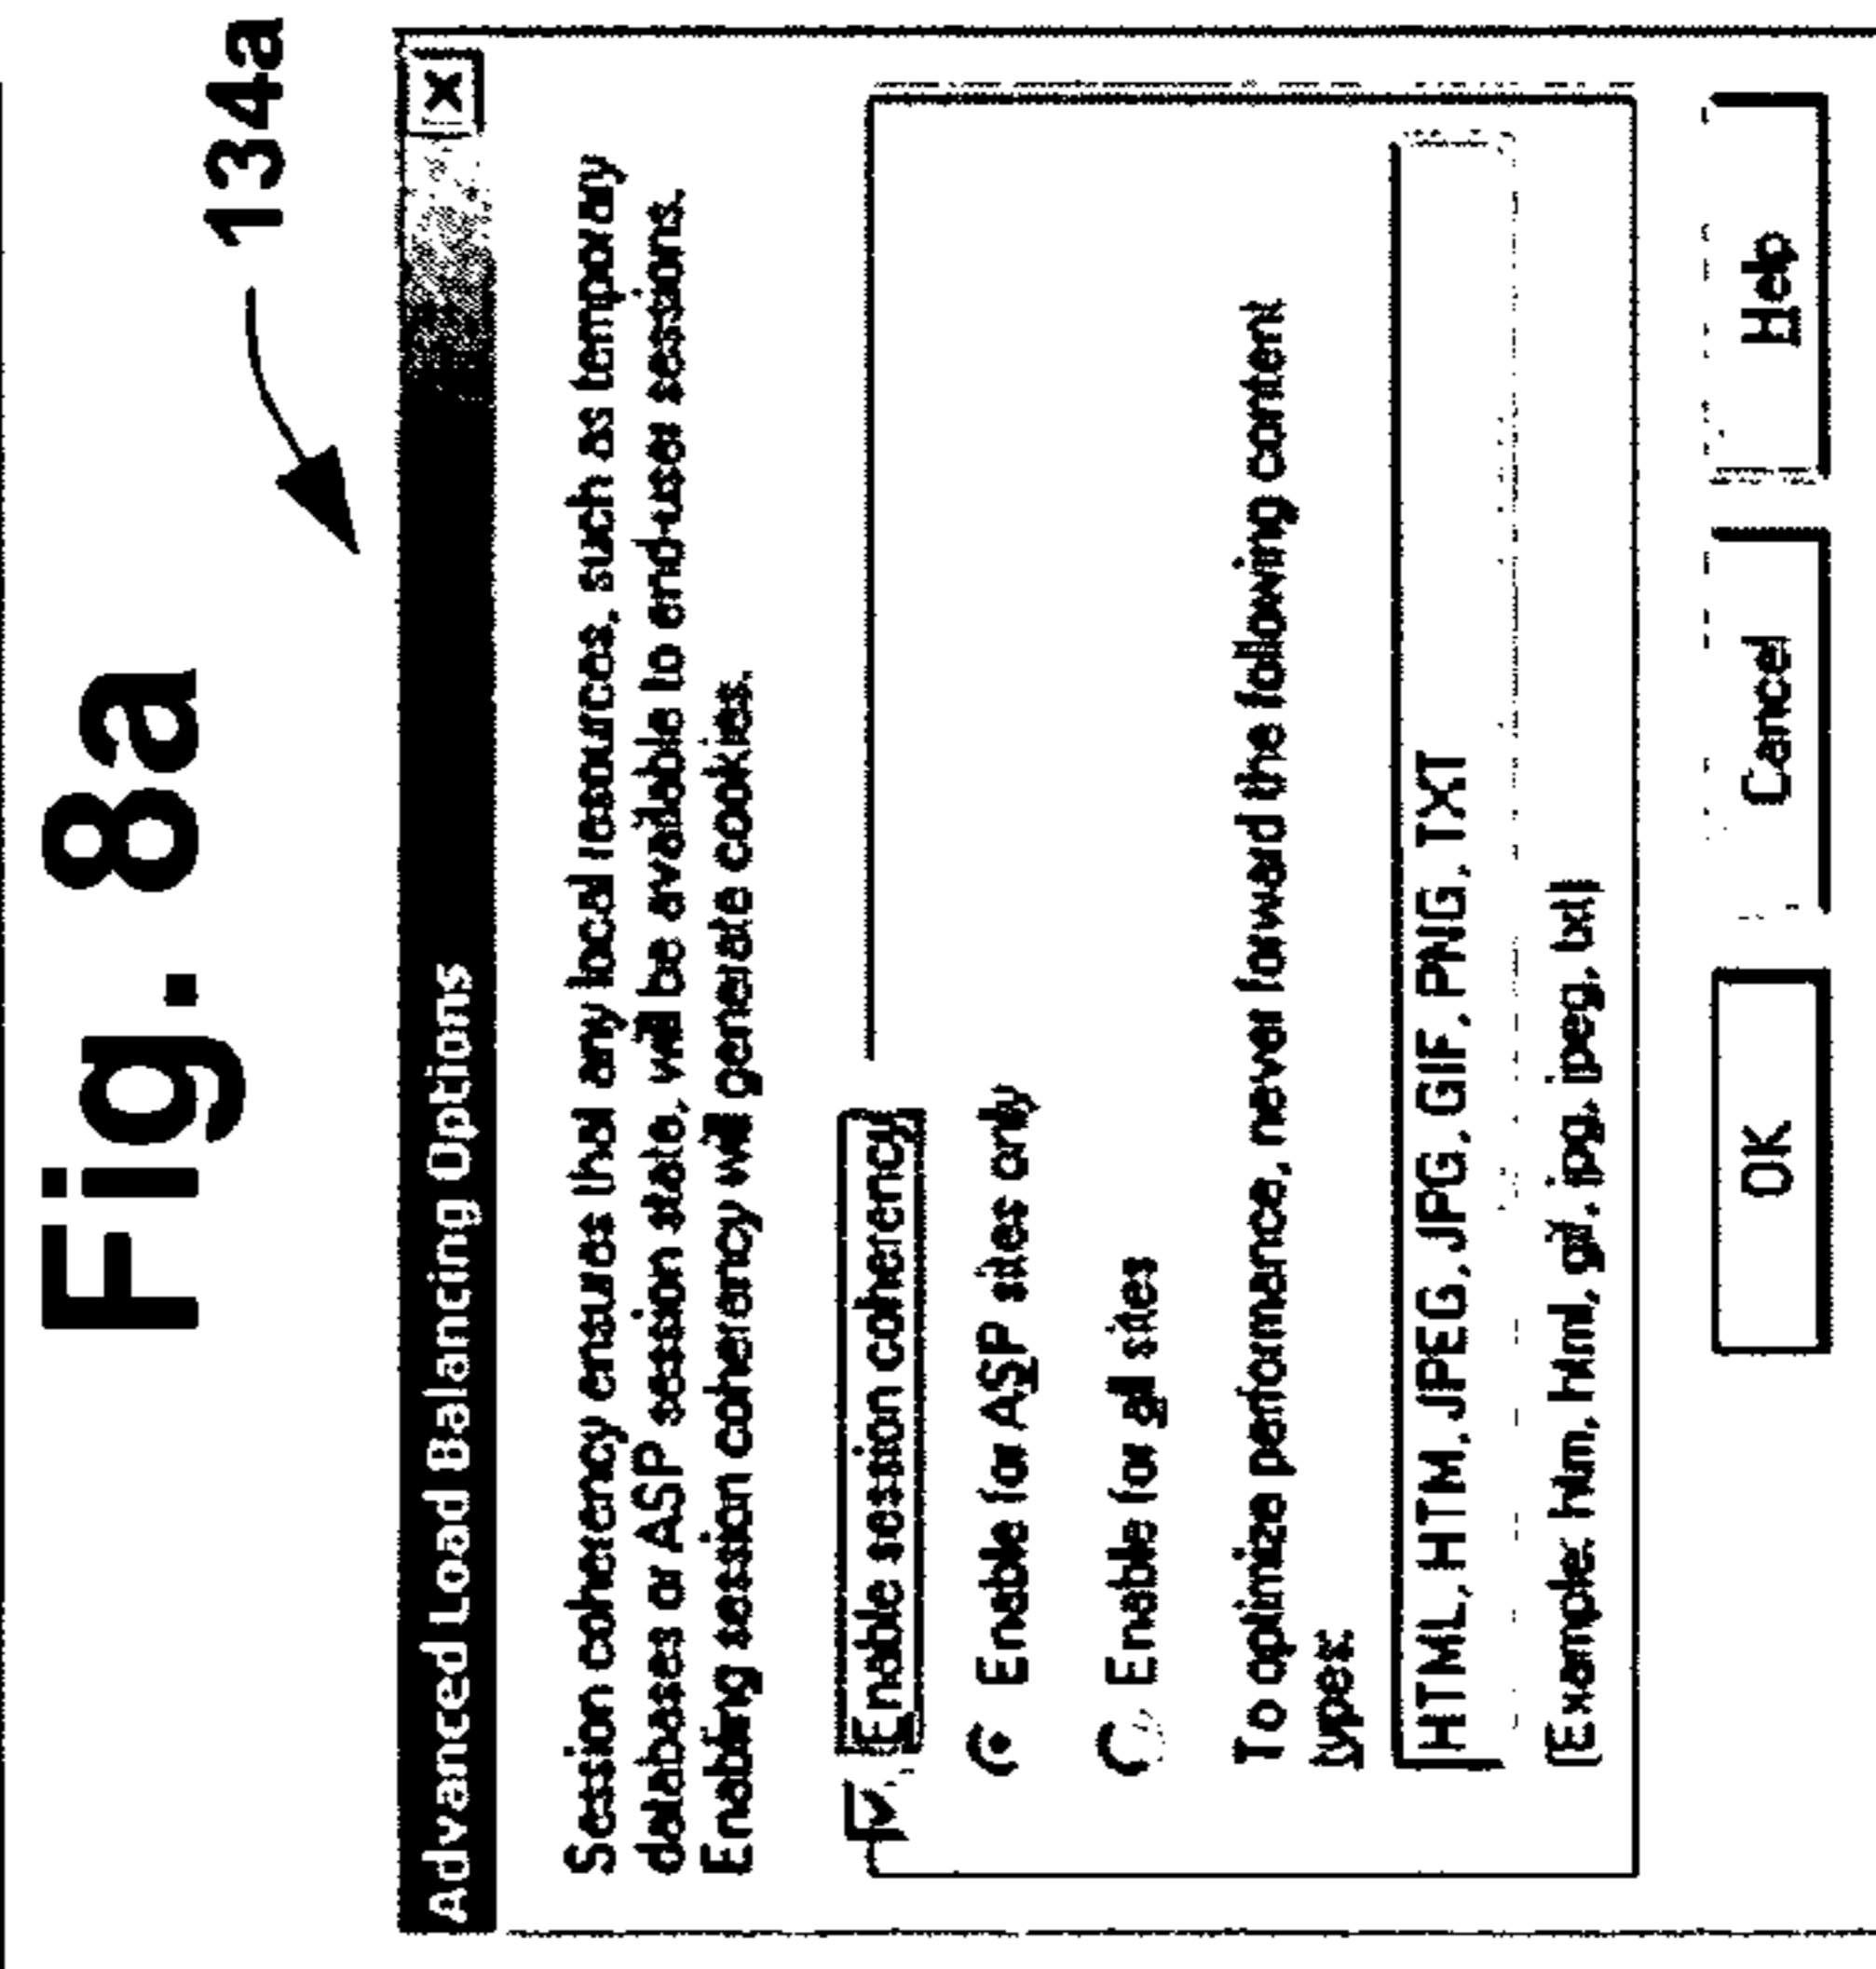 Fig. 8a
134a
Advanced Load Balancing Options
Session coherency ensures that any local resources, such as temporary
databases or ASP session state, will be available to end-user sessions.
Enabling session coherency will generate cookies.
Enable session coherency
Enable for ASP sites only
Enable for all sites
To optimize performance, never forward the following content
types:
HTML, HTM, JPEG, JPG, GIF, PNG, TXT
(Example: htm, html, gif, jpg, jpeg, txt)
OK
Cancel
Help